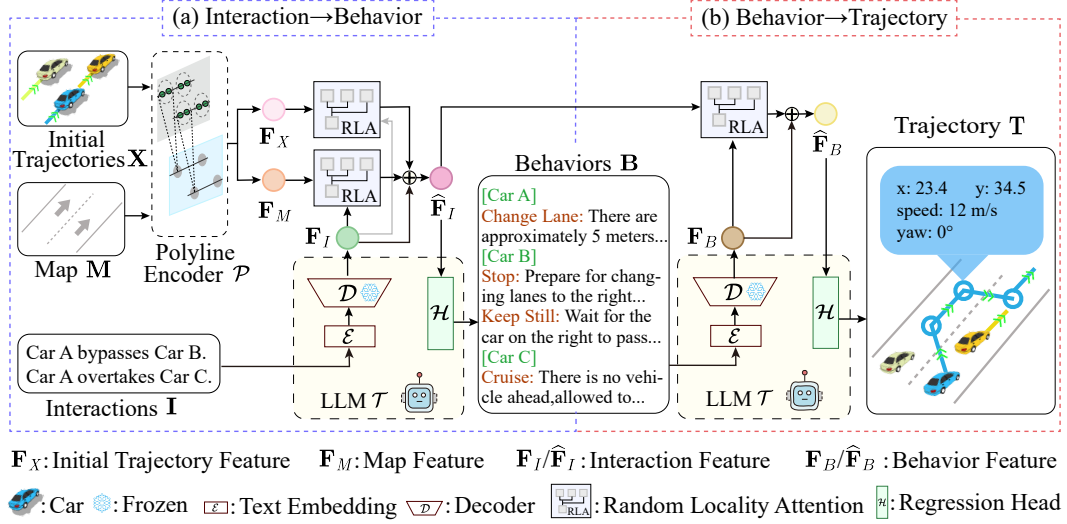 (a) Interaction→Behavior
(b) Behavior→Trajectory
Initial
Trajectories X
Map M
Polyline
Encoder 𝒫
F_X
F_M
RLA
RLA
F_I
F̂_I
𝒟
ℰ
ℋ
LLM 𝒯
Car A bypasses Car B.
Car A overtakes Car C.
Interactions I
Behaviors B
[Car A]
Change Lane: There are
approximately 5 meters...
[Car B]
Stop: Prepare for chang-
ing lanes to the right...
Keep Still: Wait for the
car on the right to pass...
[Car C]
Cruise: There is no vehi-
cle ahead,allowed to...
RLA
F_B
F̂_B
𝒟
ℰ
ℋ
LLM 𝒯
Trajectory T
x: 23.4 y: 34.5
speed: 12 m/s
yaw: 0°
F_X: Initial Trajectory Feature F_M: Map Feature F_I/F̂_I: Interaction Feature F_B/F̂_B: Behavior Feature
: Car : Frozen ℰ : Text Embedding 𝒟 : Decoder RLA : Random Locality Attention ℋ : Regression Head